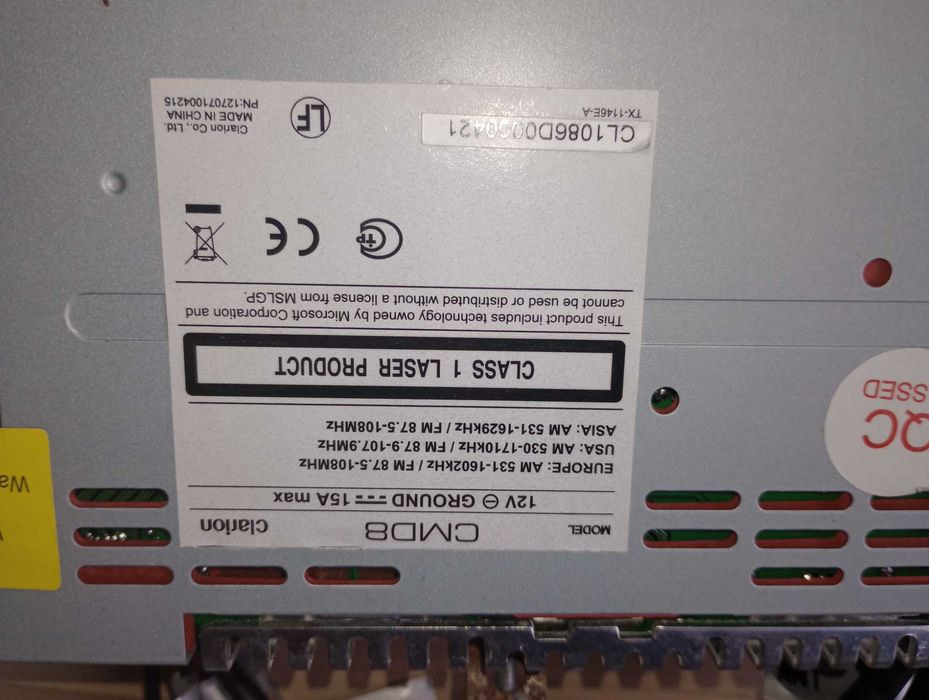 MODEL CMD8 clarion
12V ⊖ GROUND 15A max
EUROPE: AM 531-1602kHz / FM 87.5-108MHz
USA: AM 530-1710kHz / FM 87.9-107.9MHz
ASIA: AM 531-1629kHz / FM 87.5-108MHz
CLASS 1 LASER PRODUCT
This product includes technology owned by Microsoft Corporation and
cannot be used or distributed without a license from MSLGP.
CE
TX-1146E-A
LF
Clarion Co., Ltd.
MADE IN CHINA
PN:127071004215
QC